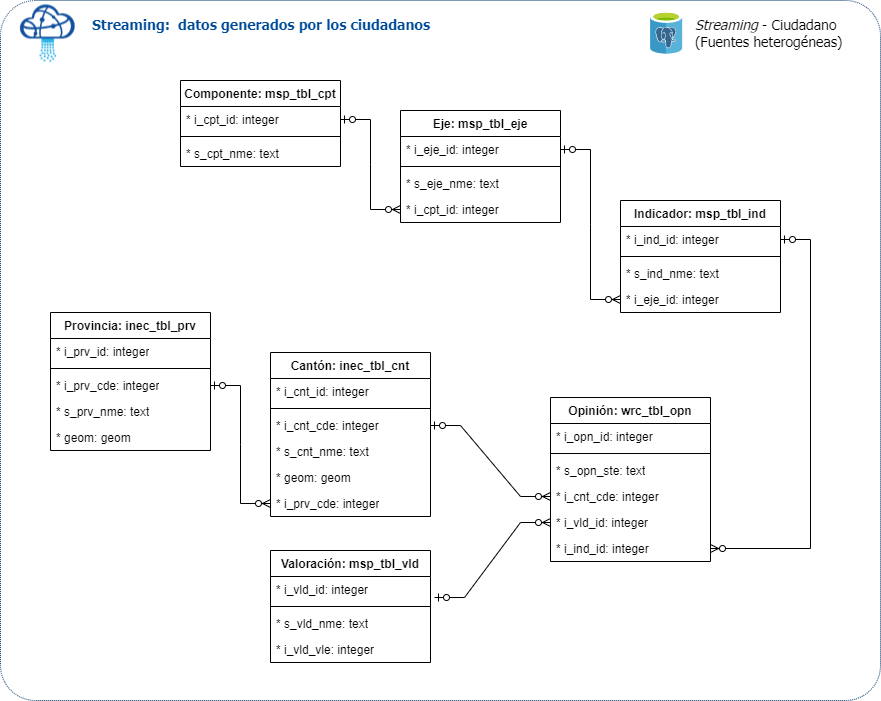 Streaming:  datos generados por los ciudadanos
Streaming - Ciudadano
(Fuentes heterogéneas)
Componente: msp_tbl_cpt
* i_cpt_id: integer
* s_cpt_nme: text
Eje: msp_tbl_eje
* i_eje_id: integer
* s_eje_nme: text
* i_cpt_id: integer
Indicador: msp_tbl_ind
* i_ind_id: integer
* s_ind_nme: text
* i_eje_id: integer
Provincia: inec_tbl_prv
* i_prv_id: integer
* i_prv_cde: integer
* s_prv_nme: text
* geom: geom
Cantón: inec_tbl_cnt
* i_cnt_id: integer
* i_cnt_cde: integer
* s_cnt_nme: text
* geom: geom
* i_prv_cde: integer
Opinión: wrc_tbl_opn
* i_opn_id: integer
* s_opn_ste: text
* i_cnt_cde: integer
* i_vld_id: integer
* i_ind_id: integer
Valoración: msp_tbl_vld
* i_vld_id: integer
* s_vld_nme: text
* i_vld_vle: integer